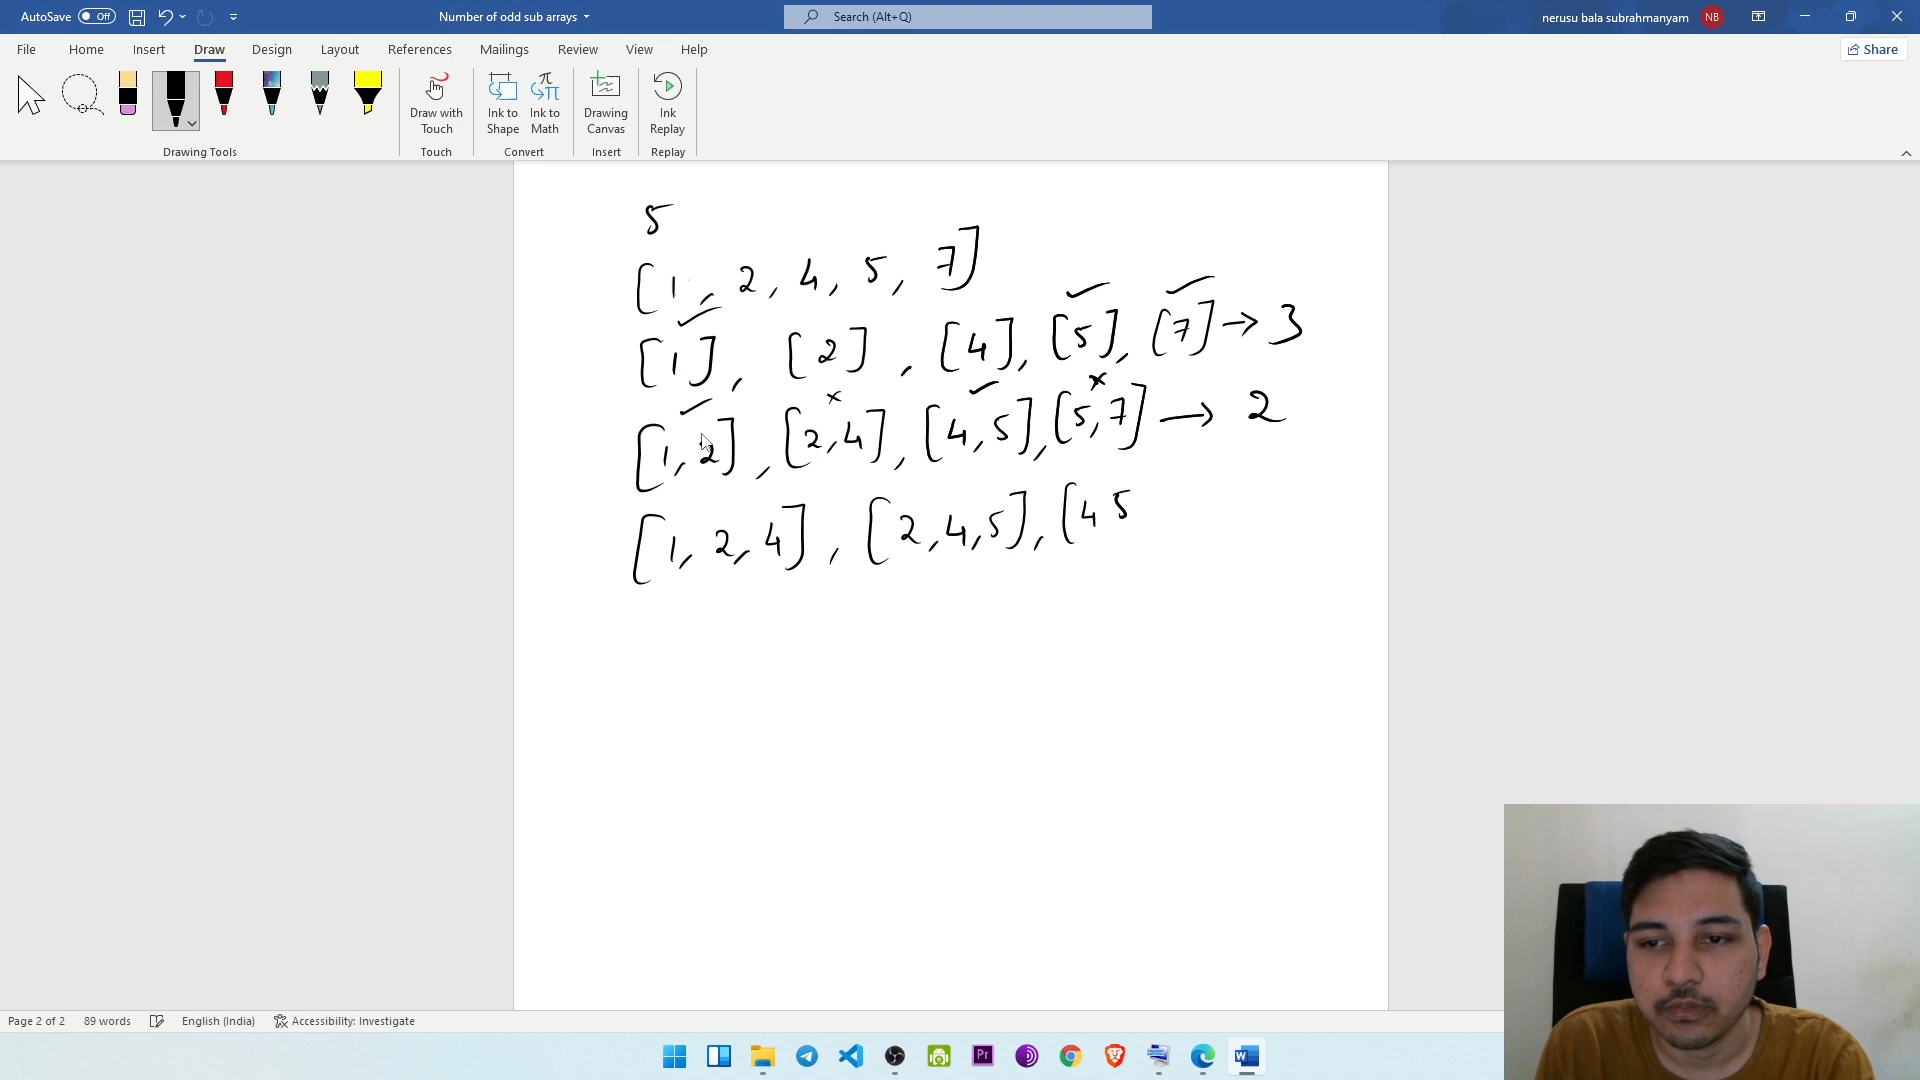 AutoSave Off Number of odd sub arrays Search (Alt+Q) nerusu bala subrahmanyam NB
File Home Insert Draw Design Layout References Mailings Review View Help Share
Draw with Touch Ink to Shape Ink to Math Drawing Canvas Ink Replay
Drawing Tools Touch Convert Insert Replay
5
[1, 2, 4, 5, 7]
[1], [2], [4], [5], [7] → 3
[1, 2], [2,4], [4,5], [5,7] → 2
[1, 2, 4], [2,4,5], [4 5
Page 2 of 2 89 words English (India) Accessibility: Investigate
Pr W